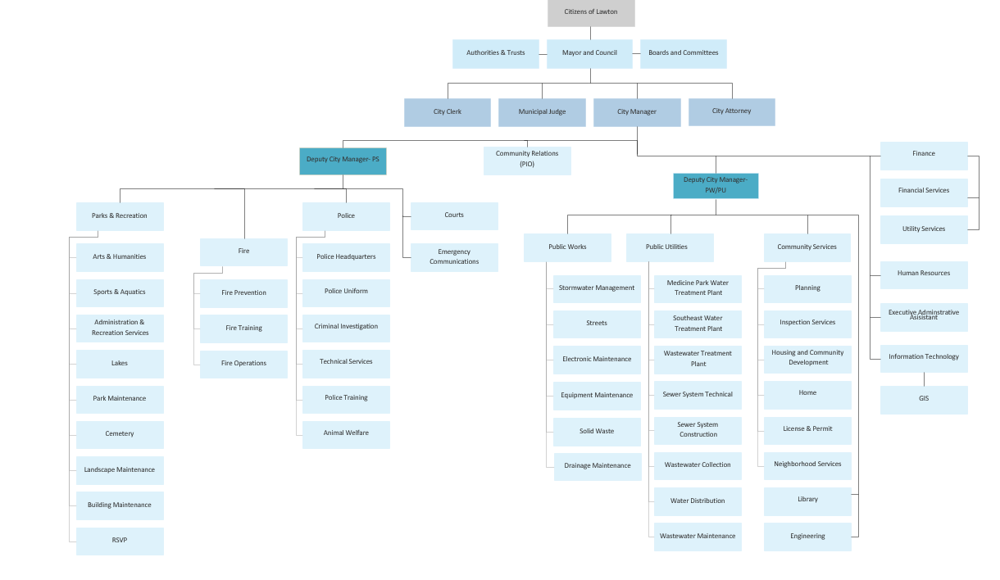 Citizens of Lawton
Authorities & Trusts
Mayor and Council
Boards and Committees
City Clerk
Municipal Judge
City Manager
City Attorney
Deputy City Manager- PS
Community Relations
(PIO)
Deputy City Manager-
PW/PU
Finance
Financial Services
Utility Services
Human Resources
Executive Adminstrative
Asisistant
Information Technology
GIS
Parks & Recreation
Arts & Humanities
Sports & Aquatics
Administration &
Recreation Services
Lakes
Park Maintenance
Cemetery
Landscape Maintenance
Building Maintenance
RSVP
Fire
Fire Prevention
Fire Training
Fire Operations
Police
Police Headquarters
Police Uniform
Criminal Investigation
Technical Services
Police Training
Animal Welfare
Courts
Emergency
Communications
Public Works
Stormwater Management
Streets
Electronic Maintenance
Equipment Maintenance
Solid Waste
Drainage Maintenance
Public Utilities
Medicine Park Water
Treatment Plant
Southeast Water
Treatment Plant
Wastewater Treatment
Plant
Sewer System Technical
Sewer System
Construction
Wastewater Collection
Water Distribution
Wastewater Maintenance
Community Services
Planning
Inspection Services
Housing and Community
Development
Home
License & Permit
Neighborhood Services
Library
Engineering